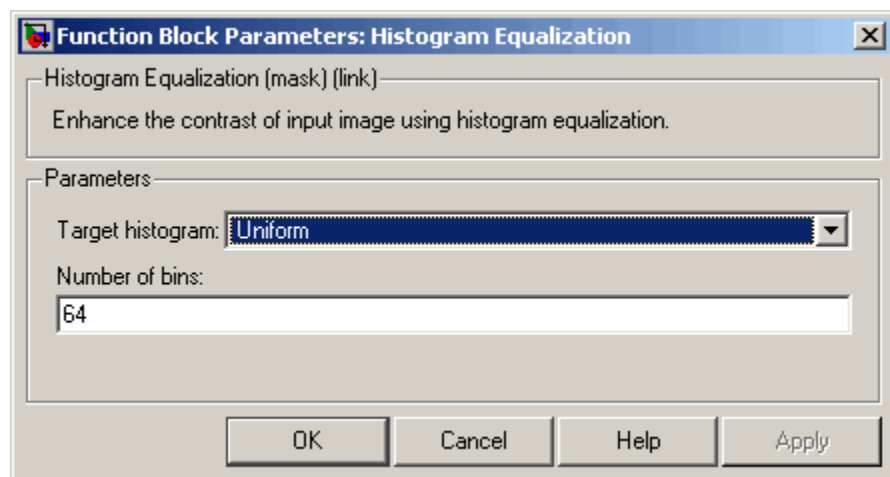 Function Block Parameters: Histogram Equalization
Histogram Equalization (mask) (link)
Enhance the contrast of input image using histogram equalization.
Parameters
Target histogram: Uniform
Number of bins:
64
OK Cancel Help Apply